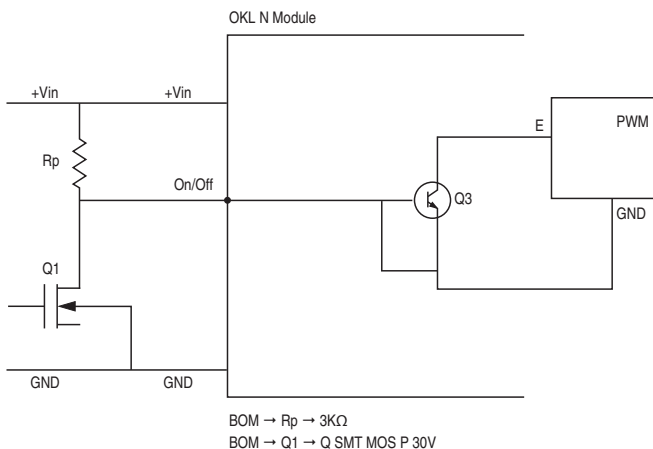 OKL N Module
+Vin +Vin
E PWM
Rp
On/Off
Q3
GND
Q1
GND GND
BOM → Rp → 3KΩ
BOM → Q1 → Q SMT MOS P 30V